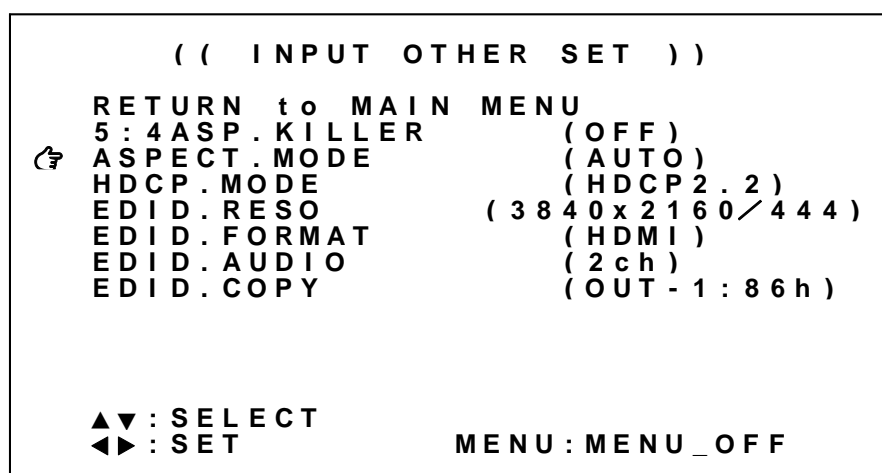 (( INPUT OTHER SET ))
RETURN to MAIN MENU
5:4ASP.KILLER (OFF)
ASPECT.MODE (AUTO)
HDCP.MODE (HDCP2.2)
EDID.RESO (3840x2160/444)
EDID.FORMAT (HDMI)
EDID.AUDIO (2ch)
EDID.COPY (OUT-1:86h)
▲▼:SELECT
◀▶:SET MENU:MENU_OFF